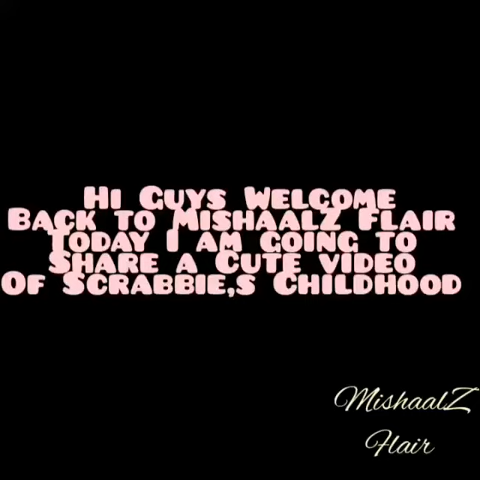 Hi Guys Welcome
Back to MishaalZ Flair
Today I am going to
Share a Cute video
Of Scrabbie,s Childhood
MishaalZ
Flair